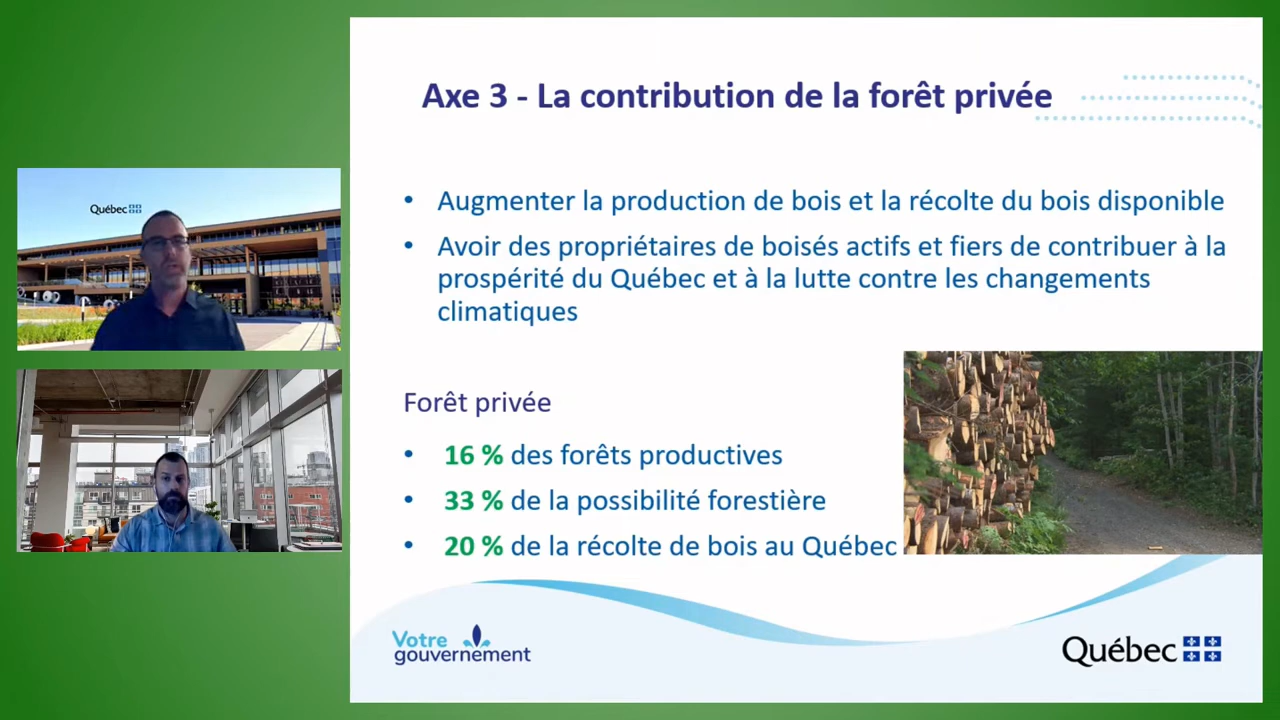 Axe 3 - La contribution de la forêt privée
• Augmenter la production de bois et la récolte du bois disponible
• Avoir des propriétaires de boisés actifs et fiers de contribuer à la
prospérité du Québec et à la lutte contre les changements
climatiques
Forêt privée
• 16 % des forêts productives
• 33 % de la possibilité forestière
• 20 % de la récolte de bois au Québec
Votre
gouvernement
Québec
Québec